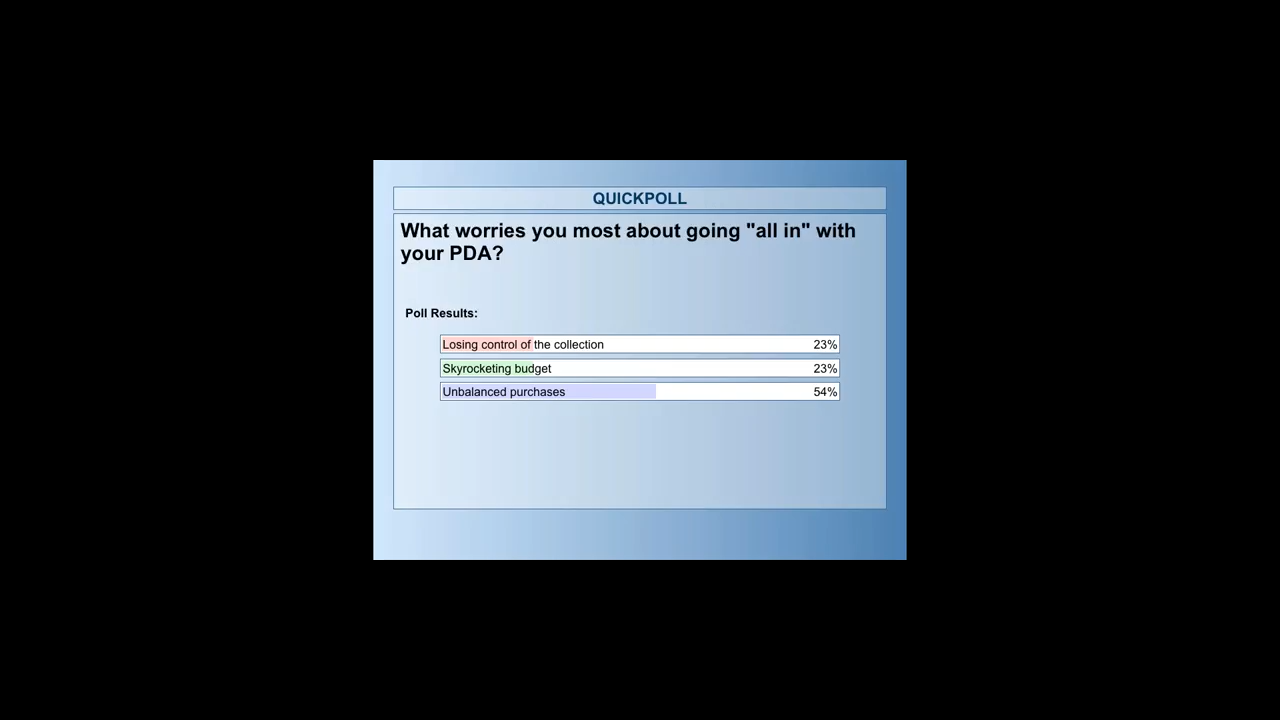 QUICKPOLL
What worries you most about going "all in" with
your PDA?
Poll Results:
Losing control of the collection 23%
Skyrocketing budget 23%
Unbalanced purchases 54%